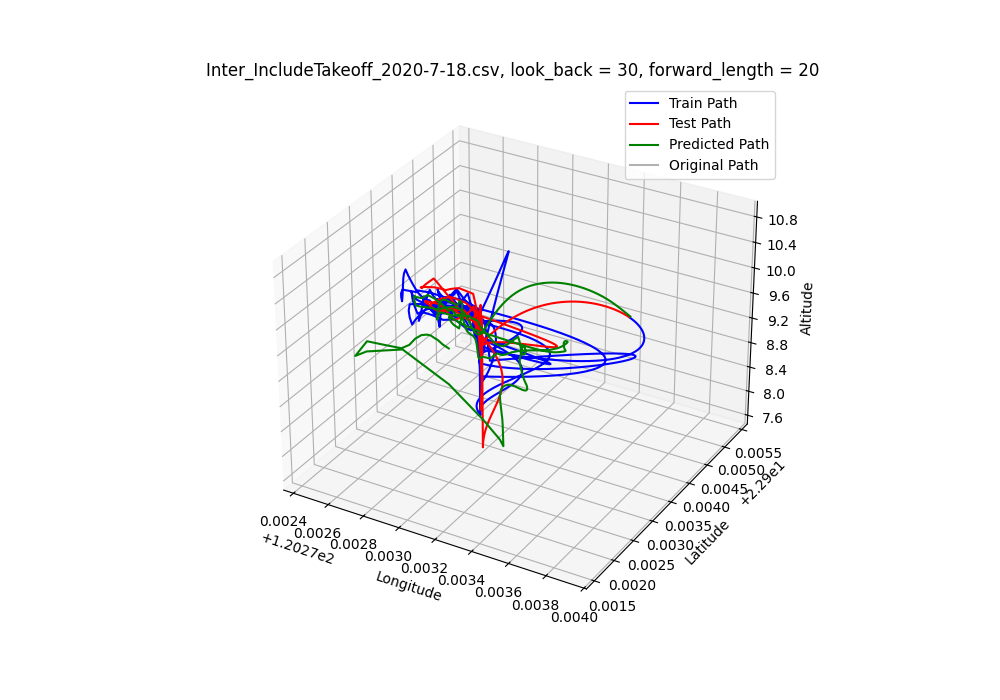 Inter_IncludeTakeoff_2020-7-18.csv, look_back = 30, forward_length = 20
Train Path
Test Path
Predicted Path
Original Path
10.8
10.4
10.0
9.6
9.2
8.8
8.4
8.0
7.6
Altitude
0.0055
0.0050
0.0045
0.0040
0.0035
0.0030
0.0025
0.0020
0.0015
+2.29e1
Latitude
0.0024
0.0026
0.0028
0.0030
0.0032
0.0034
0.0036
0.0038
0.0040
+1.2027e2
Longitude